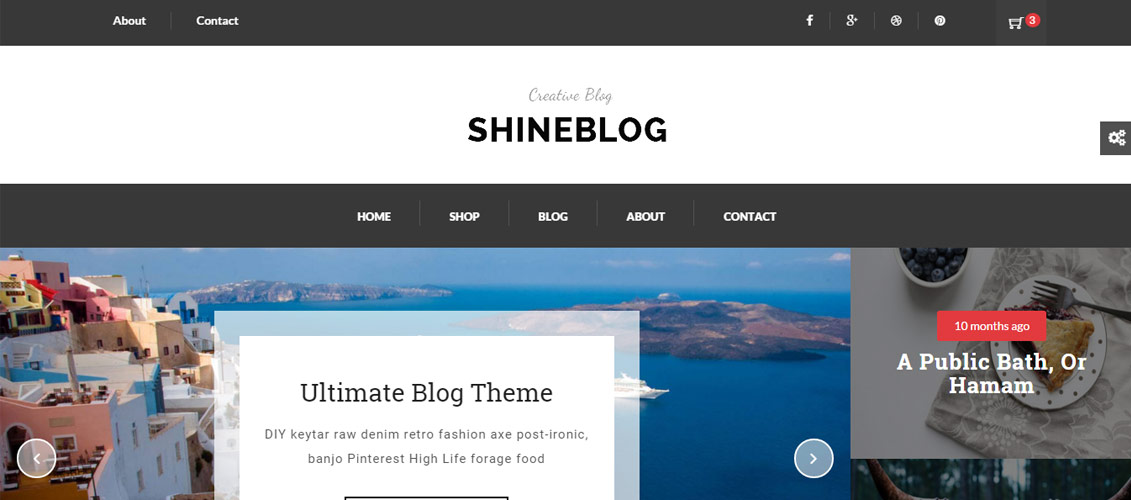 About Contact 3
Creative Blog
SHINEBLOG
HOME SHOP BLOG ABOUT CONTACT
Ultimate Blog Theme
DIY keytar raw denim retro fashion axe post-ironic,
banjo Pinterest High Life forage food
10 months ago
A Public Bath, Or
Hamam